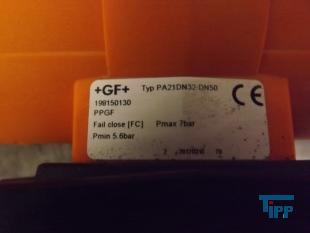 +GF+ Typ PA21DN32-DN50
198150130
PPGF
Fail close [FC] Pmax 7bar
Pmin 5.6bar
CE
TIPP